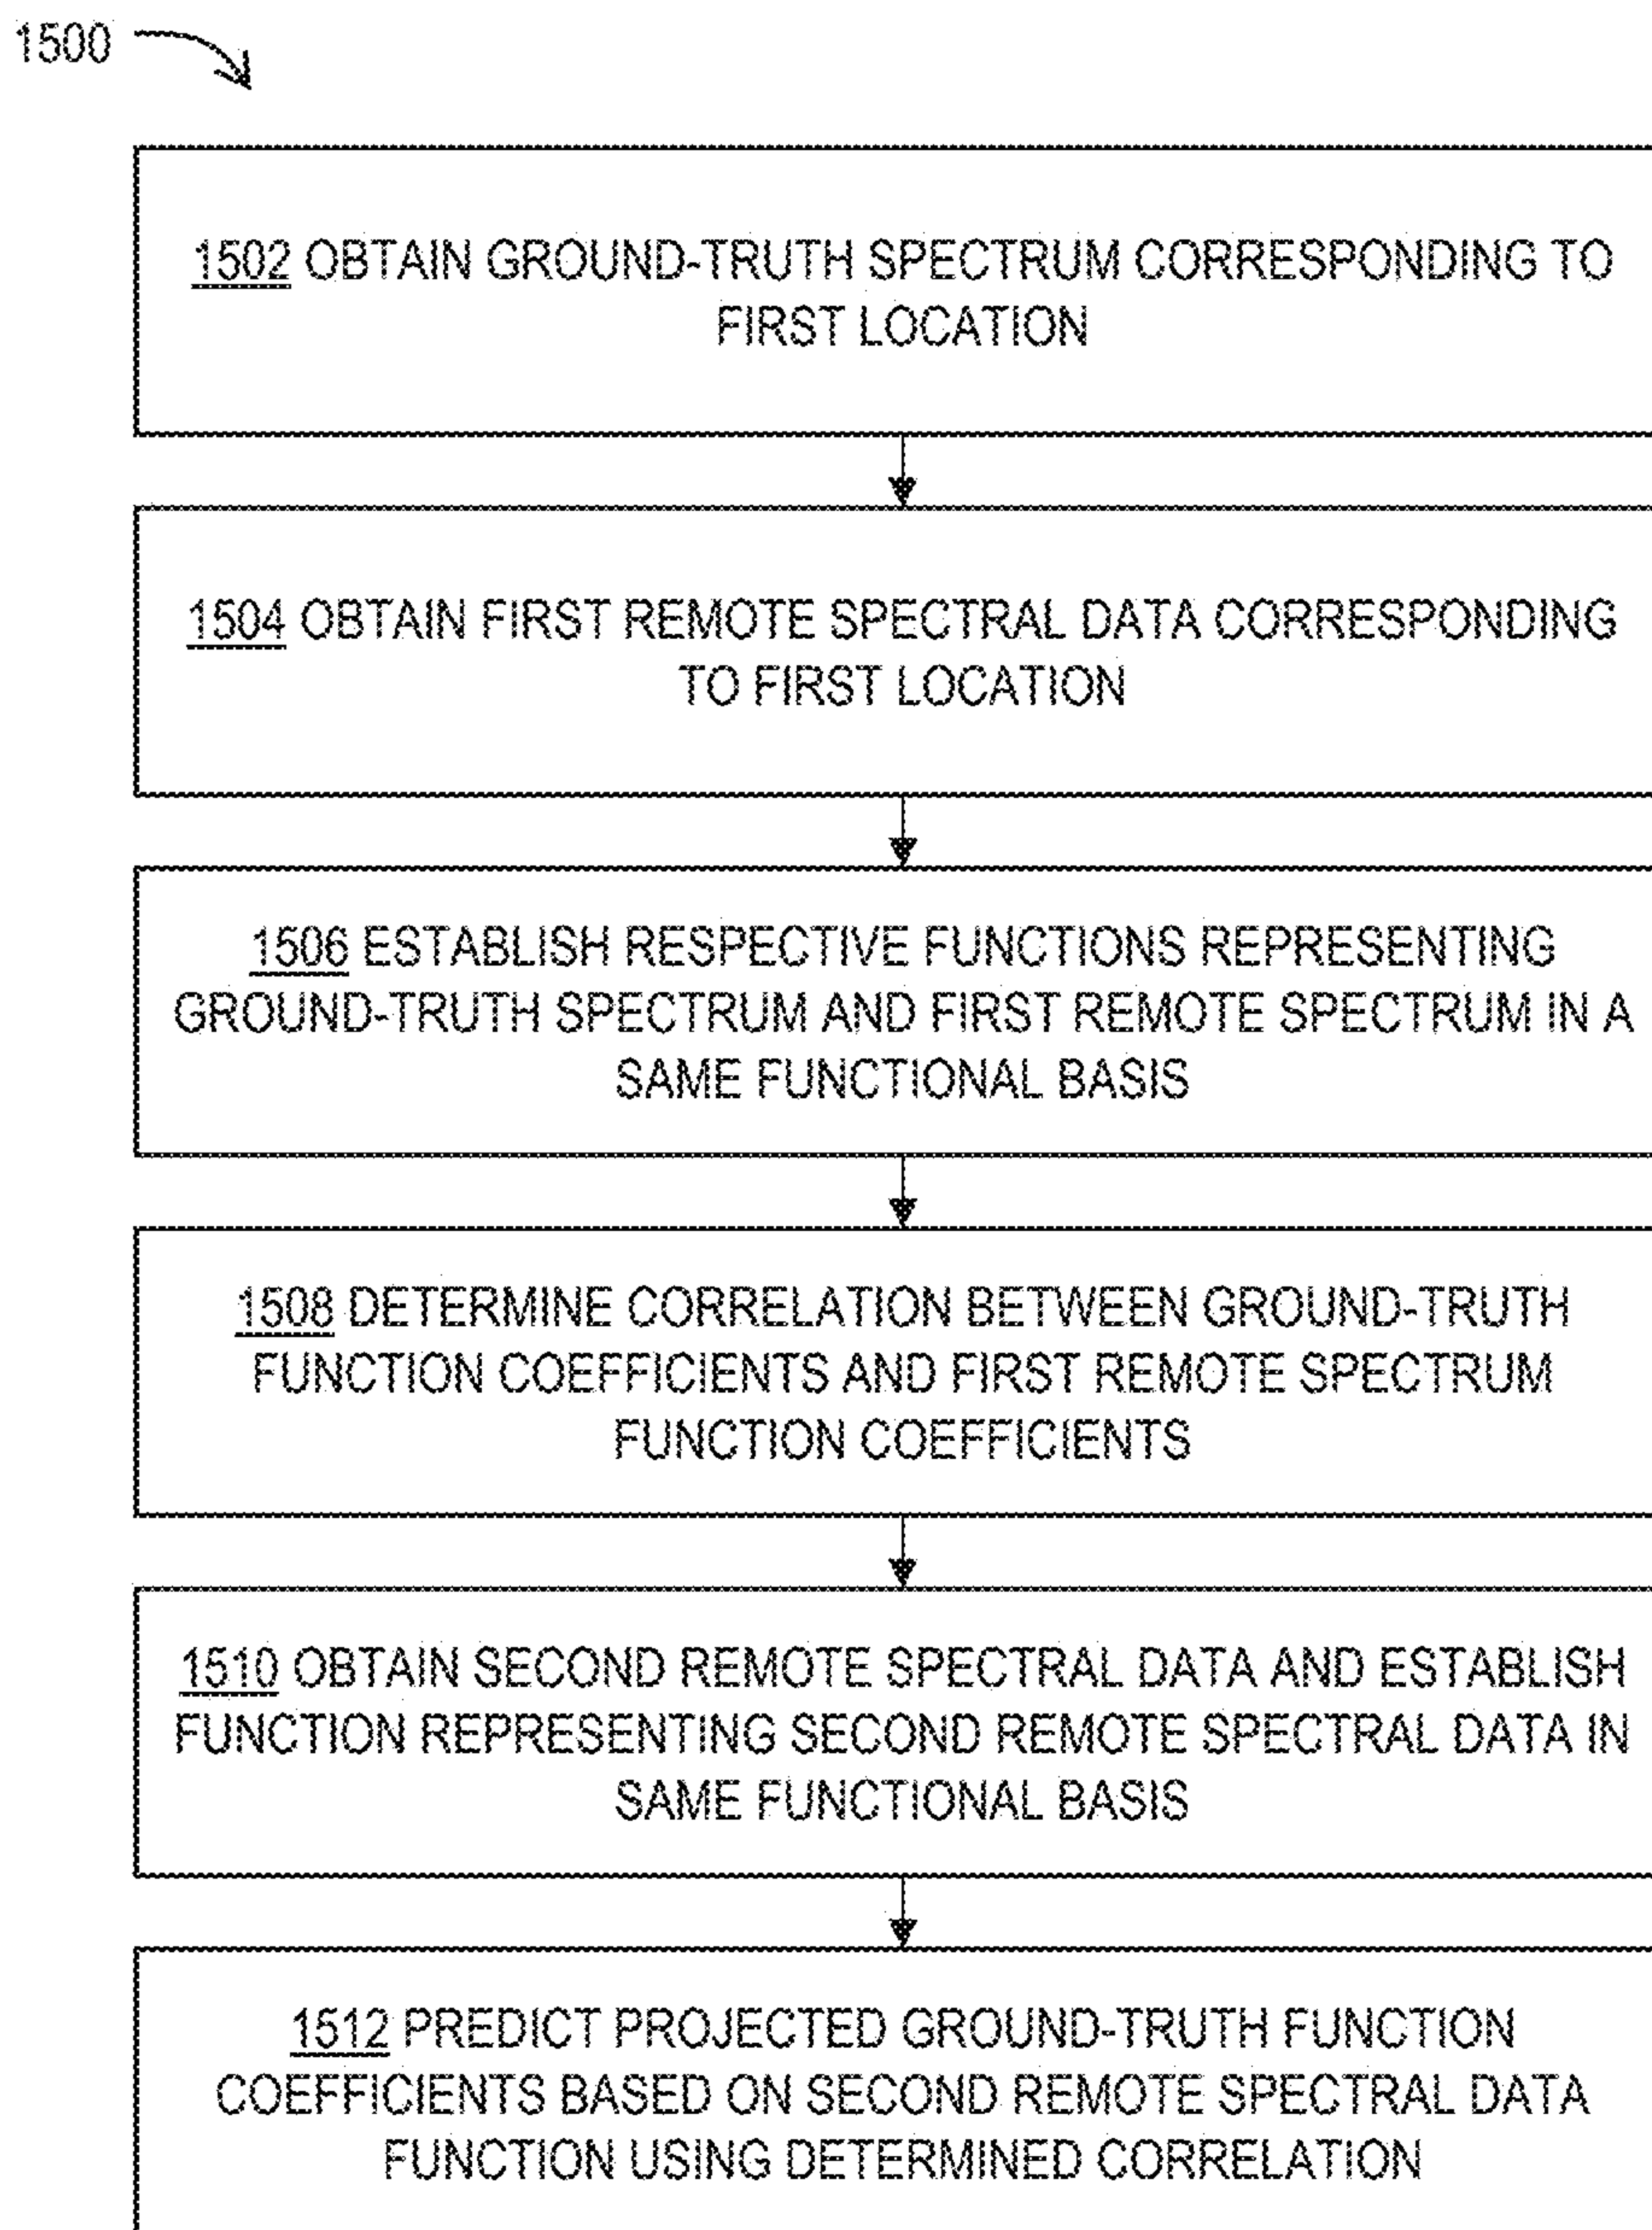 1500
1502 OBTAIN GROUND-TRUTH SPECTRUM CORRESPONDING TO
FIRST LOCATION
1504 OBTAIN FIRST REMOTE SPECTRAL DATA CORRESPONDING
TO FIRST LOCATION
1506 ESTABLISH RESPECTIVE FUNCTIONS REPRESENTING
GROUND-TRUTH SPECTRUM AND FIRST REMOTE SPECTRUM IN A
SAME FUNCTIONAL BASIS
1508 DETERMINE CORRELATION BETWEEN GROUND-TRUTH
FUNCTION COEFFICIENTS AND FIRST REMOTE SPECTRUM
FUNCTION COEFFICIENTS
1510 OBTAIN SECOND REMOTE SPECTRAL DATA AND ESTABLISH
FUNCTION REPRESENTING SECOND REMOTE SPECTRAL DATA IN
SAME FUNCTIONAL BASIS
1512 PREDICT PROJECTED GROUND-TRUTH FUNCTION
COEFFICIENTS BASED ON SECOND REMOTE SPECTRAL DATA
FUNCTION USING DETERMINED CORRELATION